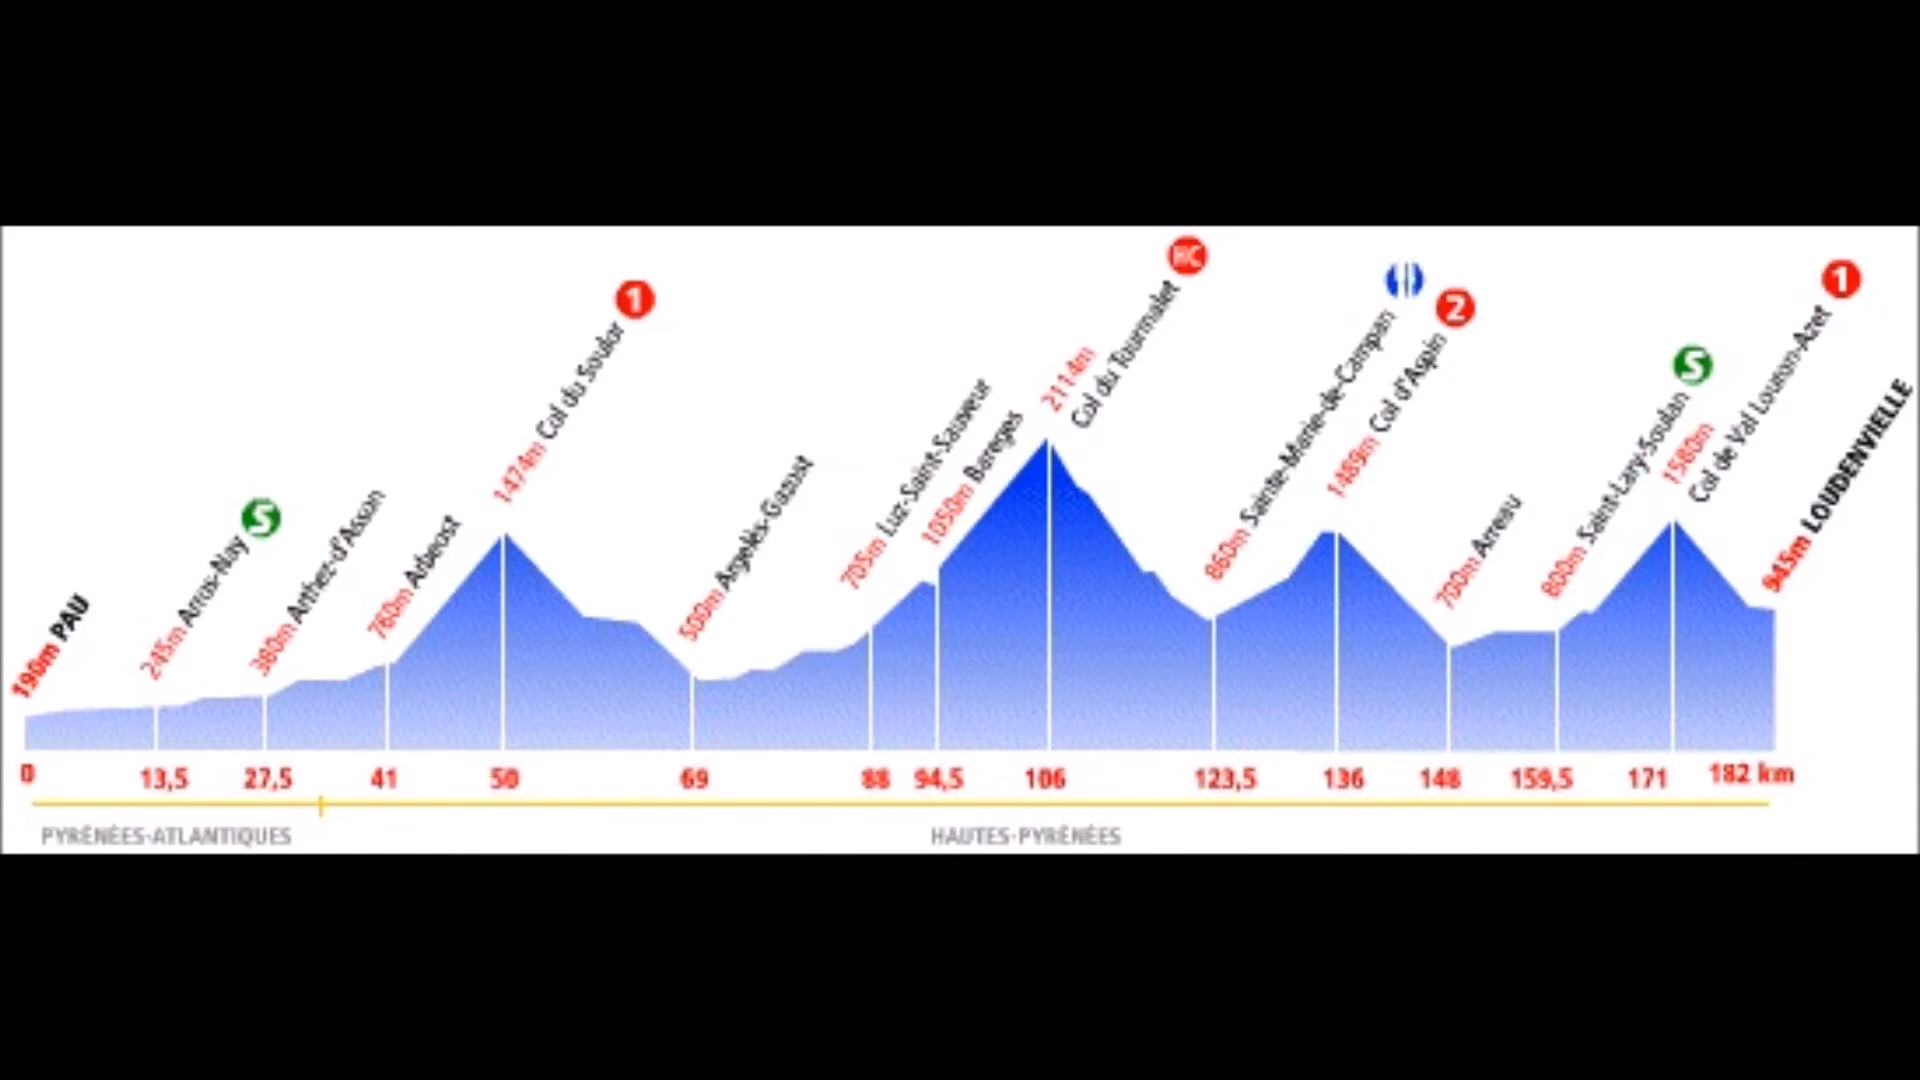 190m PAU
245m Arros-Nay S
380m Arthez-d'Asson
760m Arbeost
1474m Col du Soulor 1
500m Argelès-Gazost
705m Luz-Saint-Sauveur
1050m Bareges
2114m
Col du Tourmalet HC
860m Sainte-Marie-de-Campan
1489m Col d'Aspin 2
700m Arreau
800m Saint-Lary-Soulan S
1580m
Col de Val Louron-Azet 1
945m LOUDENVIELLE
0 13,5 27,5 41 50 69 88 94,5 106 123,5 136 148 159,5 171 182 km
PYRÉNÉES-ATLANTIQUES HAUTES-PYRÉNÉES